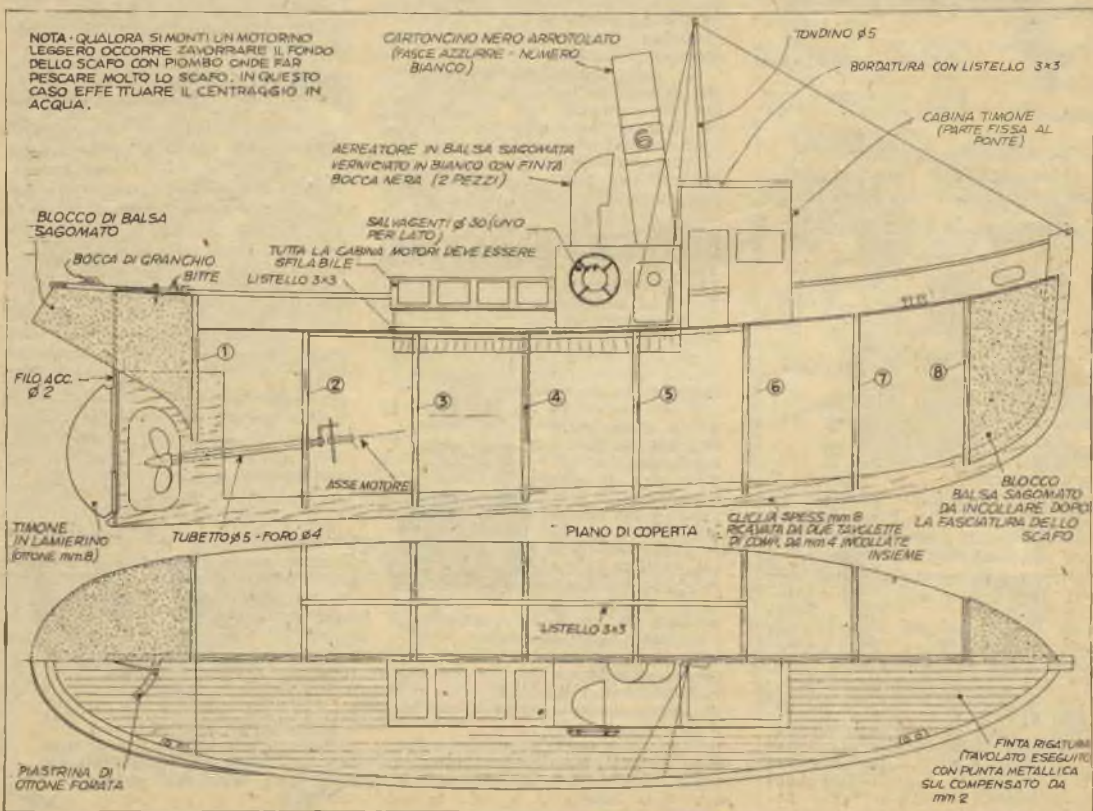 NOTA - QUALORA SI MONTI UN MOTORINO
LEGGERO OCCORRE ZAVORRARE IL FONDO
DELLO SCAFO CON PIOMBO ONDE FAR
PESCARE MOLTO LO SCAFO. IN QUESTO
CASO EFFETTUARE IL CENTRAGGIO IN
ACQUA.
CARTONCINO NERO ARROTOLATO
(FASCE AZZURRE - NUMERO
BIANCO)
TONDINO Ø5
BORDATURA CON LISTELLO 3×3
CABINA TIMONE
(PARTE FISSA AL
PONTE)
6
AEREATORE IN BALSA SAGOMATA
VERNICIATO IN BIANCO CON FINTA
BOCCA NERA (2 PEZZI)
BLOCCO DI BALSA
SAGOMATO
SALVAGENTI Ø 30 (UNO
PER LATO)
TUTTA LA CABINA MOTORI DEVE ESSERE
SFILABILE
BOCCA DI GRANCHIO
BITTE
LISTELLO 3×3
1
2
3
4
5
6
7
8
FILO ACC.
Ø 2
ASSE MOTORE
TIMONE
IN LAMIERINO
(OTTONE mm.8)
TUBETTO Ø5 - FORO Ø4
PIANO DI COPERTA
CHIGLIA SPESS. mm 8
RICAVATA DA DUE TAVOLETTE
DI COMP. DA mm 4 INCOLLATE
INSIEME
BLOCCO
BALSA SAGOMATO
DA INCOLLARE DOPO
LA FASCIATURA DELLO
SCAFO
LISTELLO 3×3
PIASTRINA DI
OTTONE FORATA
FINTA RIGATURA
(TAVOLATO ESEGUITO
CON PUNTA METALLICA
SUL COMPENSATO DA
mm 2